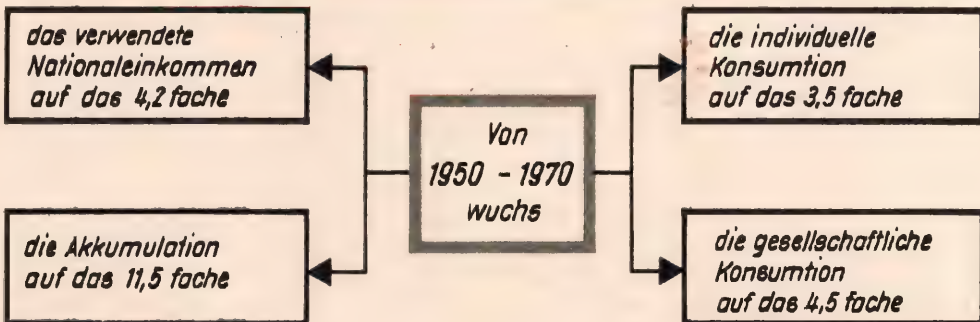 das verwendete
Nationaleinkommen
auf das 4,2 fache
die individuelle
Konsumtion
auf das 3,5 fache
Von
1950 - 1970
wuchs
die Akkumulation
auf das 11,5 fache
die gesellschaftliche
Konsumtion
auf das 4,5 fache